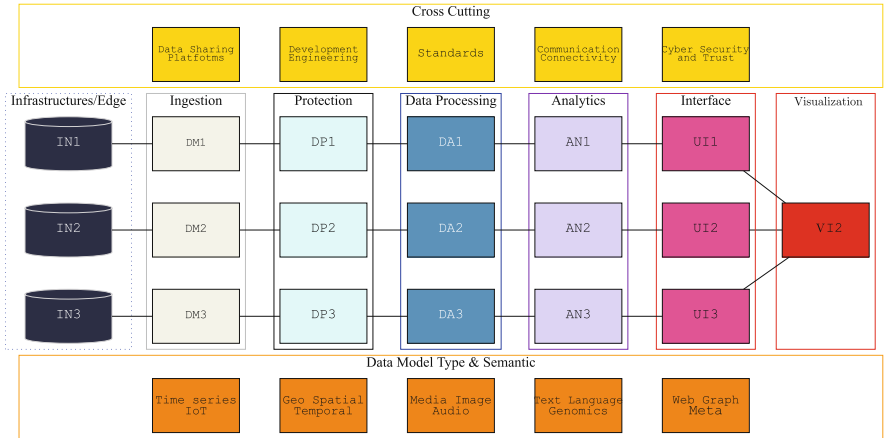 Cross Cutting
Data Sharing
Platfotms
Development
Engineering
Standards
Communication
Connectivity
Cyber Security
and Trust
Infrastructures/Edge
Ingestion
Protection
Data Processing
Analytics
Interface
Visualization
IN1
DM1
DP1
DA1
AN1
UI1
IN2
DM2
DP2
DA2
AN2
UI2
VI2
IN3
DM3
DP3
DA3
AN3
UI3
Data Model Type & Semantic
Time series
IoT
Geo Spatial
Temporal
Media Image
Audio
Text Language
Genomics
Web Graph
Meta